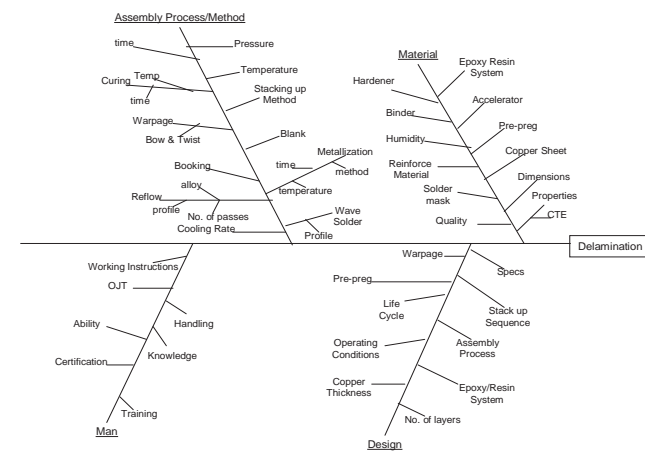 Assembly Process/Method
time
Pressure
Temperature
Curing
Temp
time
Stacking up
Method
Warpage
Bow & Twist
Blank
Booking
Metallization
time
method
temperature
alloy
Reflow
profile
No. of passes
Cooling Rate
Wave
Solder
Profile
Material
Epoxy Resin
System
Hardener
Accelerator
Binder
Pre-preg
Humidity
Copper Sheet
Reinforce
Material
Dimensions
Solder
mask
Properties
CTE
Quality
Delamination
Working Instructions
OJT
Handling
Ability
Knowledge
Certification
Training
Man
Warpage
Specs
Pre-preg
Life
Cycle
Stack up
Sequence
Operating
Conditions
Assembly
Process
Copper
Thickness
Epoxy/Resin
System
No. of layers
Design